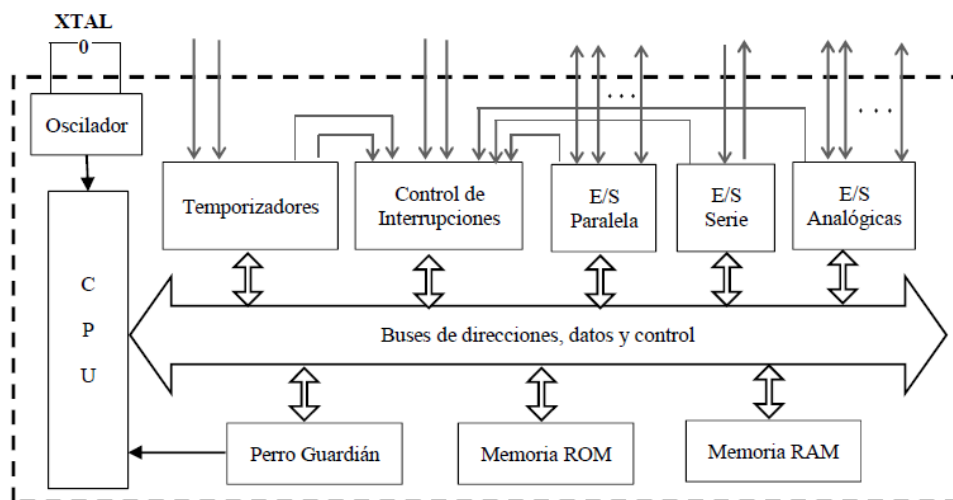 XTAL
0
Oscilador
Temporizadores
Control de
Interrupciones
E/S
Paralela
E/S
Serie
E/S
Analógicas
. . .
. . .
C
P
U
Buses de direcciones, datos y control
Perro Guardián
Memoria ROM
Memoria RAM